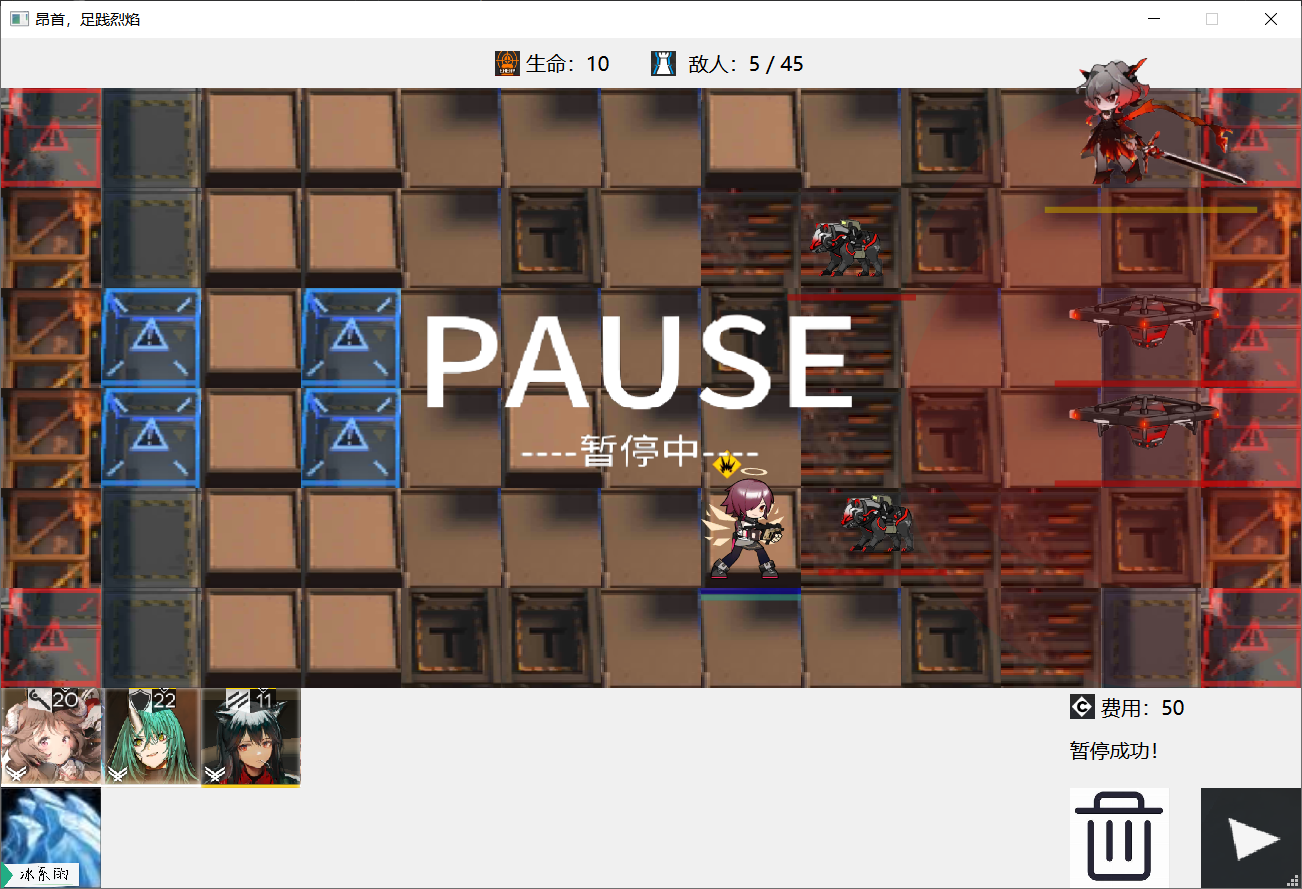 昂首，足践烈焰
生命：10
敌人：5 / 45
PAUSE
----暂停中----
20
22
11
费用：50
暂停成功!
冰系的